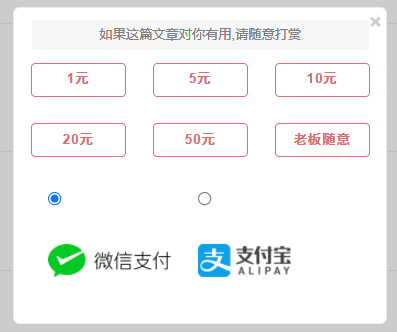 如果这篇文章对你有用,请随意打赏
×
1元
5元
10元
20元
50元
老板随意
微信支付
支付宝
ALIPAY